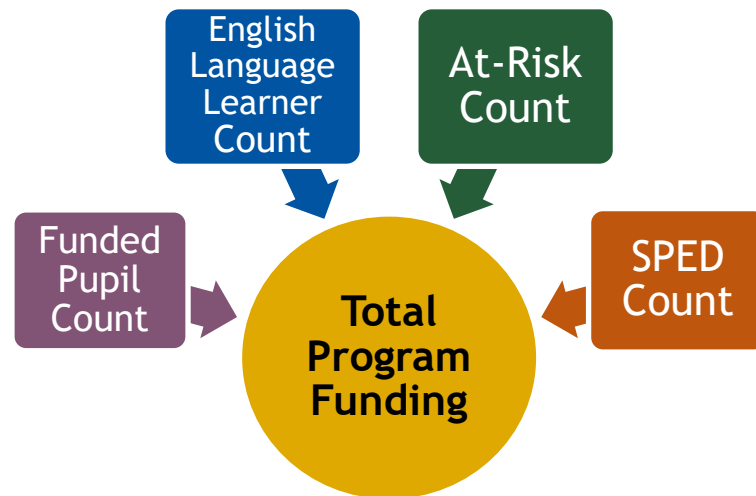 English
Language
Learner
Count
At-Risk
Count
Funded
Pupil
Count
SPED
Count
Total
Program
Funding